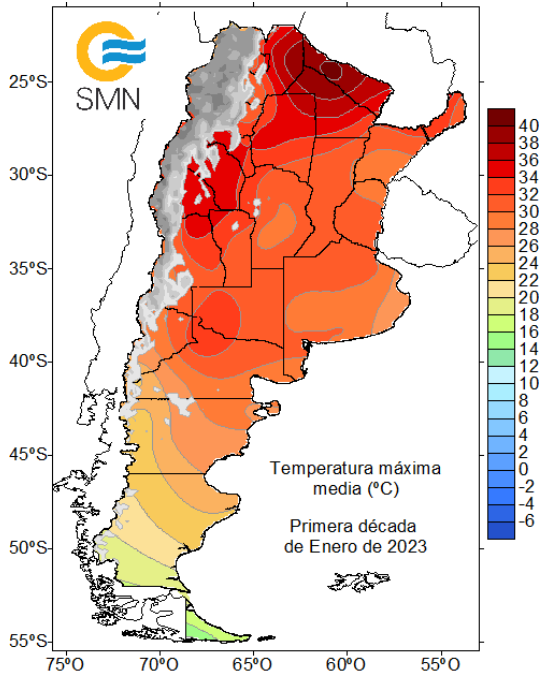 SMN
25°S
30°S
35°S
40°S
45°S
50°S
55°S
75°O
70°O
65°O
60°O
55°O
Temperatura máxima
media (ºC)
Primera década
de Enero de 2023
40
38
36
34
32
30
28
26
24
22
20
18
16
14
12
10
8
6
4
2
0
-2
-4
-6